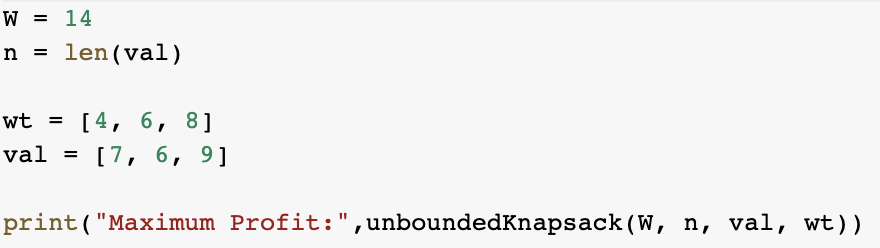 W = 14
n = len(val)
wt = [4, 6, 8]
val = [7, 6, 9]
print("Maximum Profit:",unboundedKnapsack(W, n, val, wt))